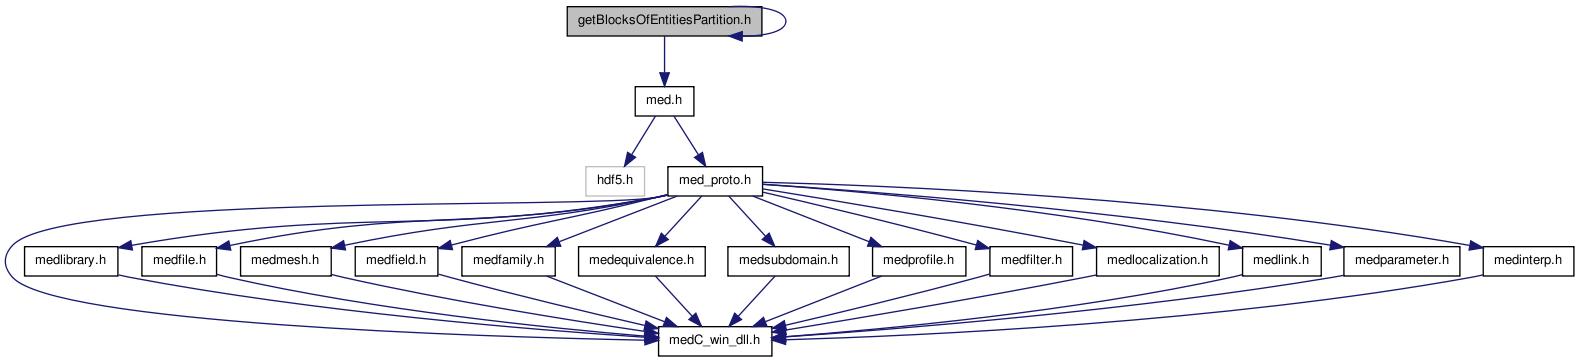 getBlocksOfEntitiesPartition.h
med.h
hdf5.h
med_proto.h
medlibrary.h
medfile.h
medmesh.h
medfield.h
medfamily.h
medequivalence.h
medsubdomain.h
medprofile.h
medfilter.h
medlocalization.h
medlink.h
medparameter.h
medinterp.h
medC_win_dll.h